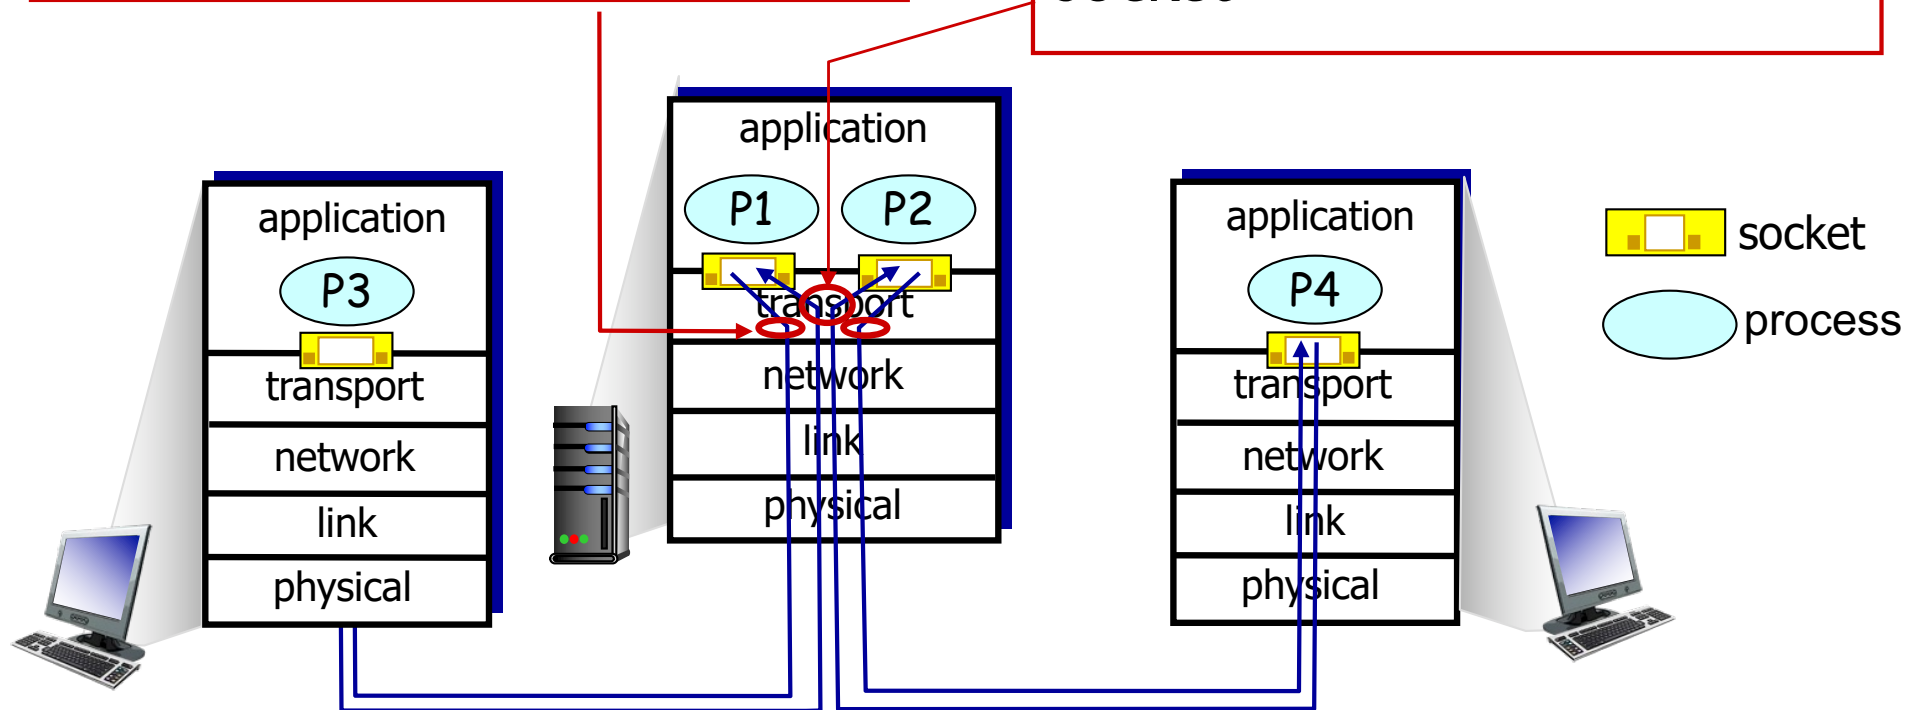 socket
application
P1 P2
transport
network
link
physical
application
P3
transport
network
link
physical
application
P4
transport
network
link
physical
socket
process